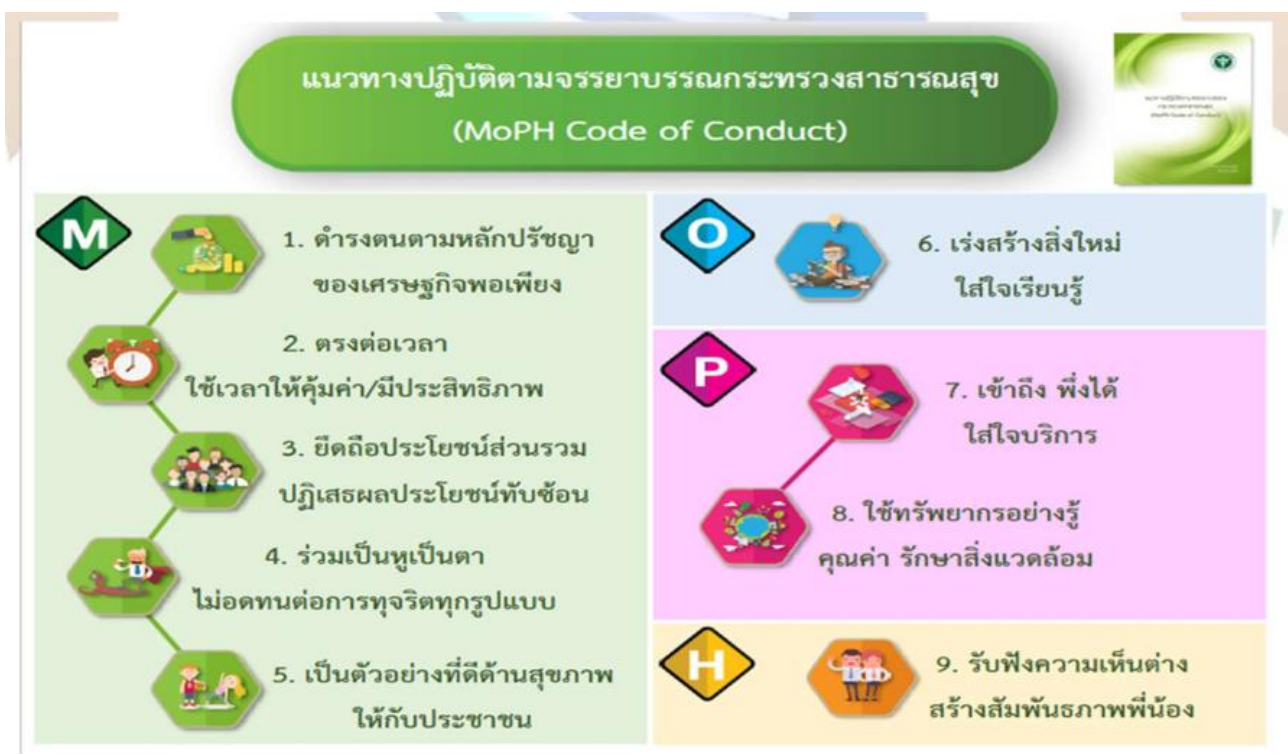 แนวทางปฏิบัติตามจรรยาบรรณกระทรวงสาธารณสุข
(MoPH Code of Conduct)
M
1. ดำรงตนตามหลักปรัชญา
ของเศรษฐกิจพอเพียง
2. ตรงต่อเวลา
ใช้เวลาให้คุ้มค่า/มีประสิทธิภาพ
3. ยึดถือประโยชน์ส่วนรวม
ปฏิเสธผลประโยชน์ทับซ้อน
4. ร่วมเป็นหูเป็นตา
ไม่อดทนต่อการทุจริตทุกรูปแบบ
5. เป็นตัวอย่างที่ดีด้านสุขภาพ
ให้กับประชาชน
O
6. เร่งสร้างสิ่งใหม่
ใส่ใจเรียนรู้
P
7. เข้าถึง พึ่งได้
ใส่ใจบริการ
8. ใช้ทรัพยากรอย่างรู้
คุณค่า รักษาสิ่งแวดล้อม
H
9. รับฟังความเห็นต่าง
สร้างสัมพันธภาพพี่น้อง